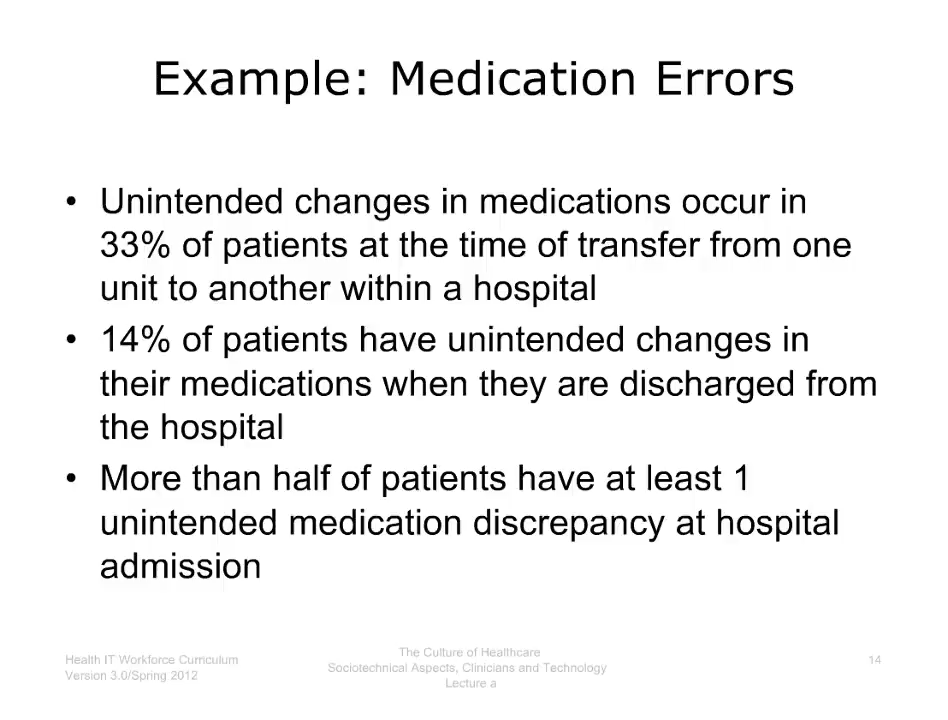 Example: Medication Errors
• Unintended changes in medications occur in
33% of patients at the time of transfer from one
unit to another within a hospital
• 14% of patients have unintended changes in
their medications when they are discharged from
the hospital
• More than half of patients have at least 1
unintended medication discrepancy at hospital
admission
Health IT Workforce Curriculum
Version 3.0/Spring 2012
The Culture of Healthcare
Sociotechnical Aspects, Clinicians and Technology
Lecture a
14